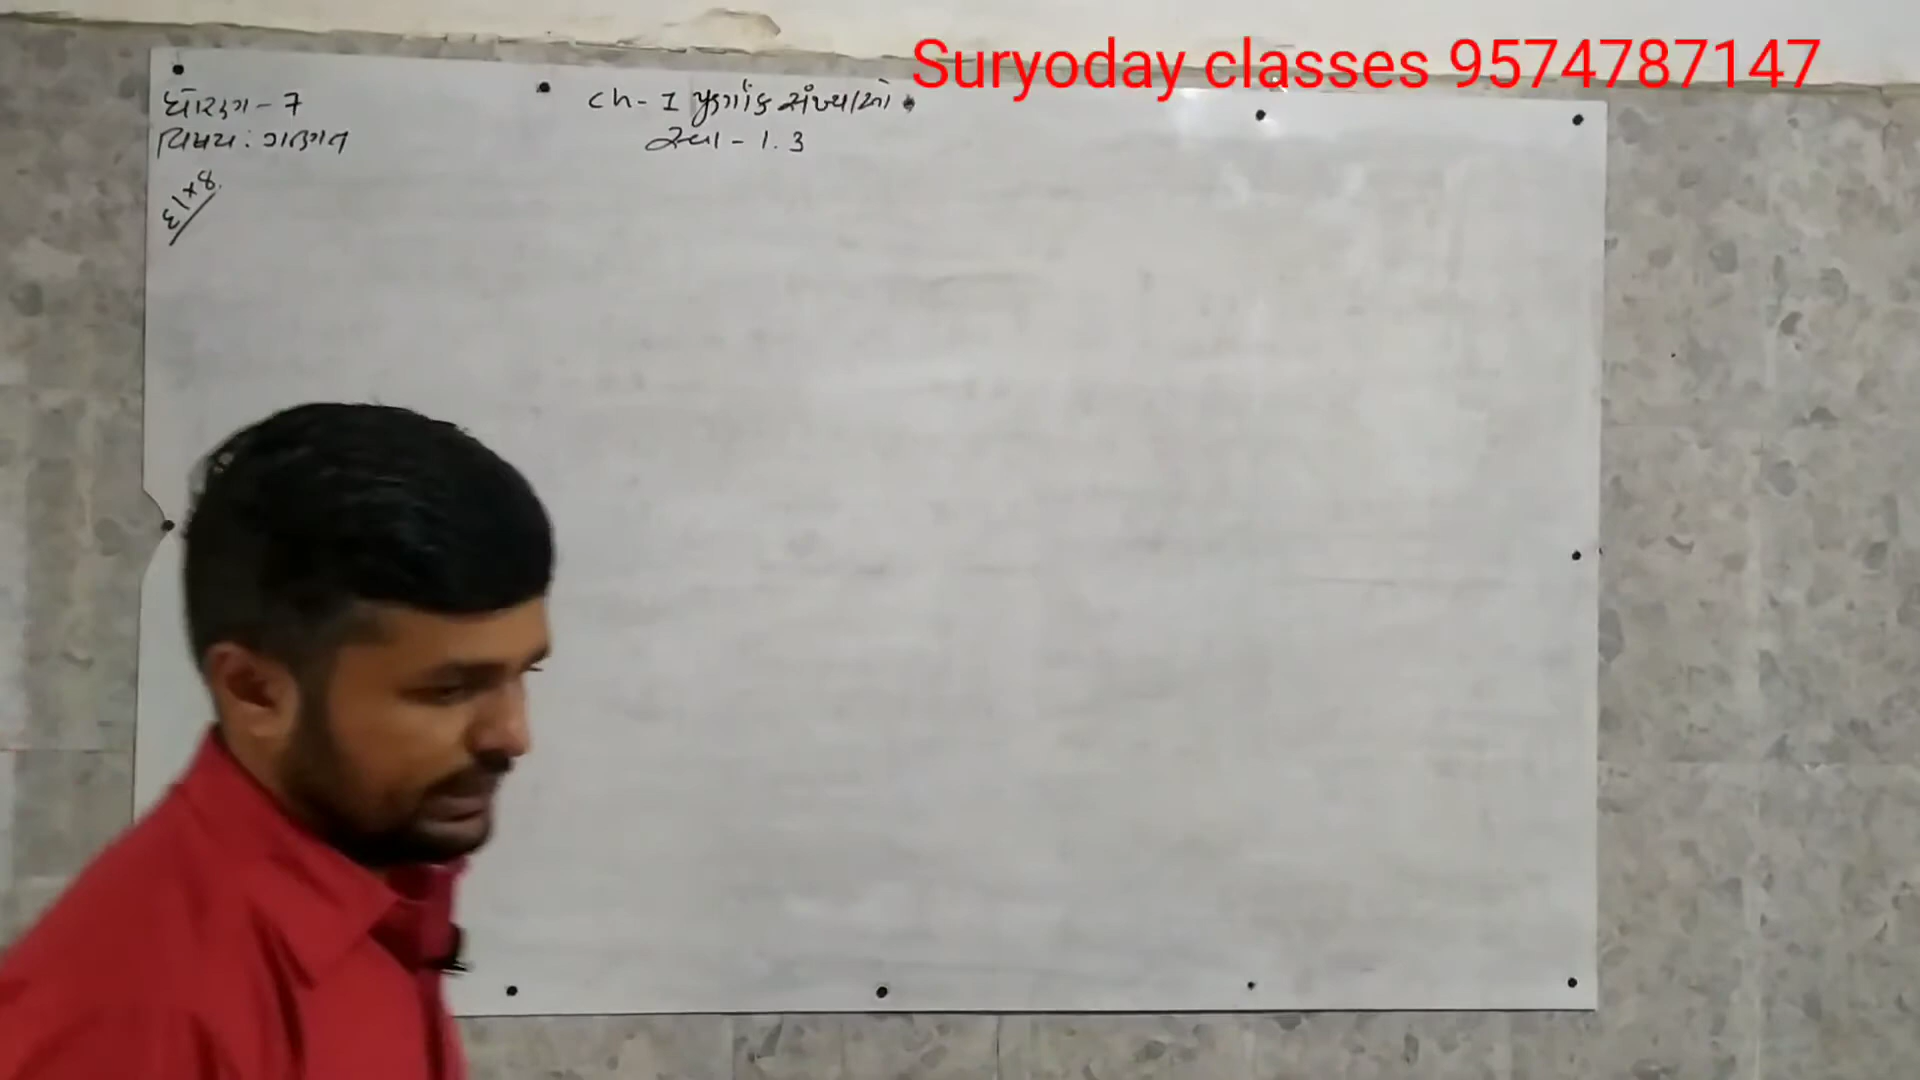 Suryoday classes 9574787147
ધોરણ - 7
ch - 1 પૂર્ણાંક સંખ્યાઓ
વિષય : ગણિત
સ્વા - 1.3